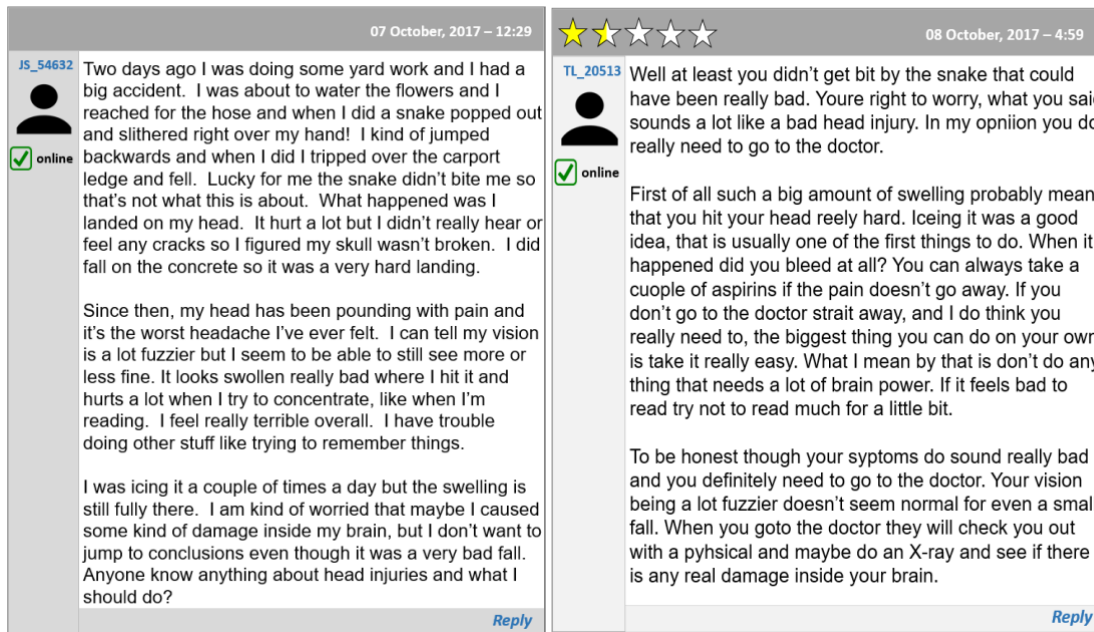 07 October, 2017 – 12:29
JS_54632
online
Two days ago I was doing some yard work and I had a
big accident.  I was about to water the flowers and I
reached for the hose and when I did a snake popped out
and slithered right over my hand!  I kind of jumped
backwards and when I did I tripped over the carport
ledge and fell.  Lucky for me the snake didn't bite me so
that's not what this is about.  What happened was I
landed on my head.  It hurt a lot but I didn't really hear or
feel any cracks so I figured my skull wasn't broken.  I did
fall on the concrete so it was a very hard landing.

Since then, my head has been pounding with pain and
it's the worst headache I've ever felt.  I can tell my vision
is a lot fuzzier but I seem to be able to still see more or
less fine. It looks swollen really bad where I hit it and
hurts a lot when I try to concentrate, like when I'm
reading.  I feel really terrible overall.  I have trouble
doing other stuff like trying to remember things.

I was icing it a couple of times a day but the swelling is
still fully there.  I am kind of worried that maybe I caused
some kind of damage inside my brain, but I don't want to
jump to conclusions even though it was a very bad fall.
Anyone know anything about head injuries and what I
should do?
Reply
08 October, 2017 – 4:59
TL_20513
online
Well at least you didn't get bit by the snake that could
have been really bad. Youre right to worry, what you said
sounds a lot like a bad head injury. In my opniion you do
really need to go to the doctor.

First of all such a big amount of swelling probably mean
that you hit your head reely hard. Iceing it was a good
idea, that is usually one of the first things to do. When it
happened did you bleed at all? You can always take a
cuople of aspirins if the pain doesn't go away. If you
don't go to the doctor strait away, and I do think you
really need to, the biggest thing you can do on your own
is take it really easy. What I mean by that is don't do any
thing that needs a lot of brain power. If it feels bad to
read try not to read much for a little bit.

To be honest though your syptoms do sound really bad
and you definitely need to go to the doctor. Your vision
being a lot fuzzier doesn't seem normal for even a smal
fall. When you goto the doctor they will check you out
with a pyhsical and maybe do an X-ray and see if there
is any real damage inside your brain.
Reply